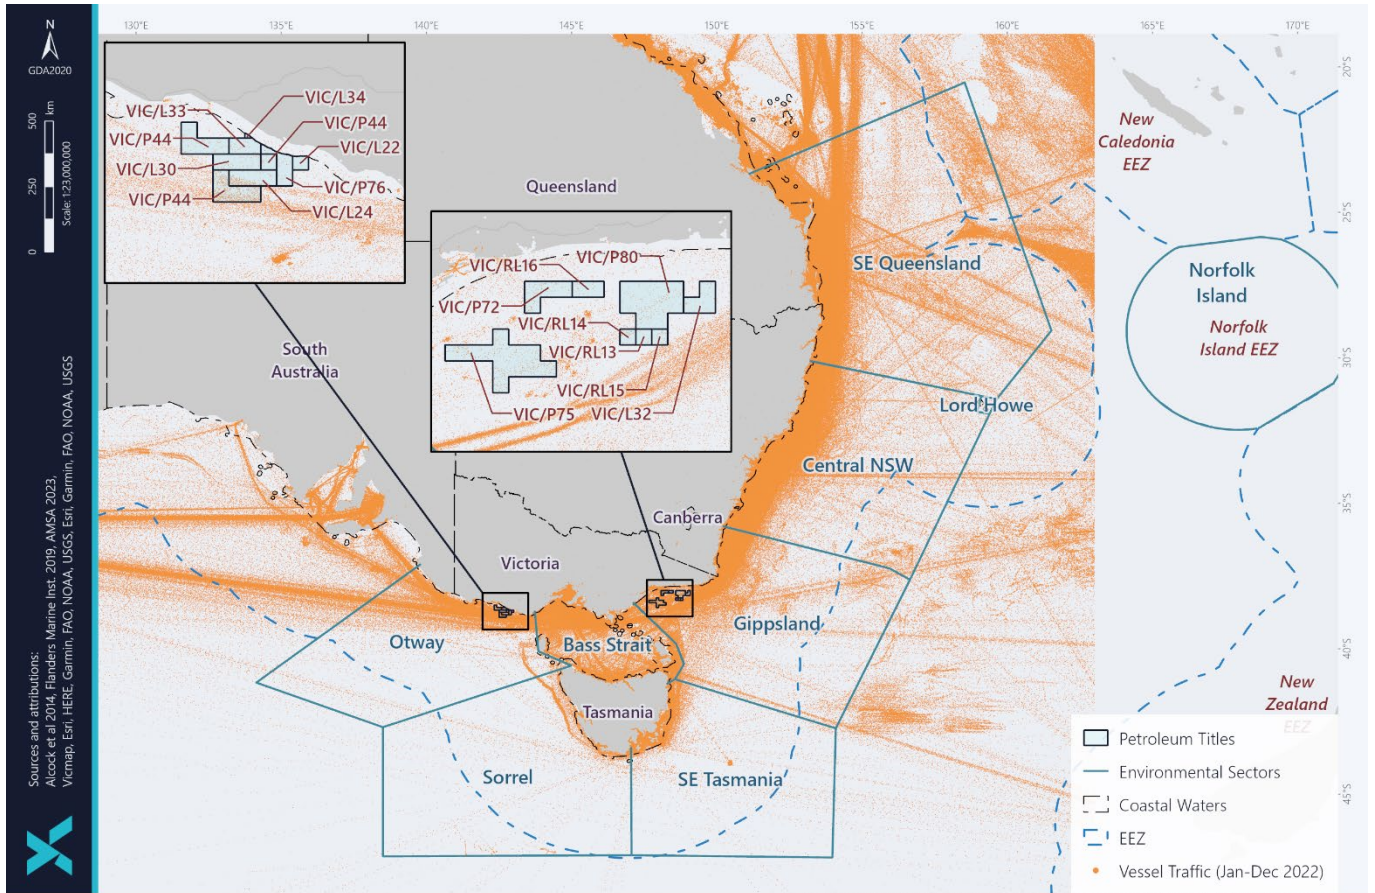 N
GDA2020
km
500
250
0
Scale: 1:23,000,000
Sources and attributions:
Alcock et al 2014, Flanders Marine Inst. 2019, AMSA 2023,
Vicmap, Esri, HERE, Garmin, FAO, NOAA, USGS, Esri, Garmin, FAO, NOAA, USGS
130°E
135°E
140°E
145°E
150°E
155°E
160°E
165°E
170°E
20°S
25°S
30°S
35°S
40°S
45°S
VIC/L34
VIC/L33
VIC/P44
VIC/P44
VIC/L22
VIC/L30
VIC/P76
VIC/P44
VIC/L24
VIC/P80
VIC/RL16
VIC/P72
VIC/RL14
VIC/RL13
VIC/RL15
VIC/P75
VIC/L32
New
Caledonia
EEZ
Queensland
SE Queensland
Norfolk
Island
Norfolk
Island EEZ
South
Australia
Lord Howe
Central NSW
Canberra
Victoria
Gippsland
Otway
Bass Strait
Tasmania
New
Zealand
EEZ
Sorrel
SE Tasmania
Petroleum Titles
Environmental Sectors
Coastal Waters
EEZ
Vessel Traffic (Jan-Dec 2022)